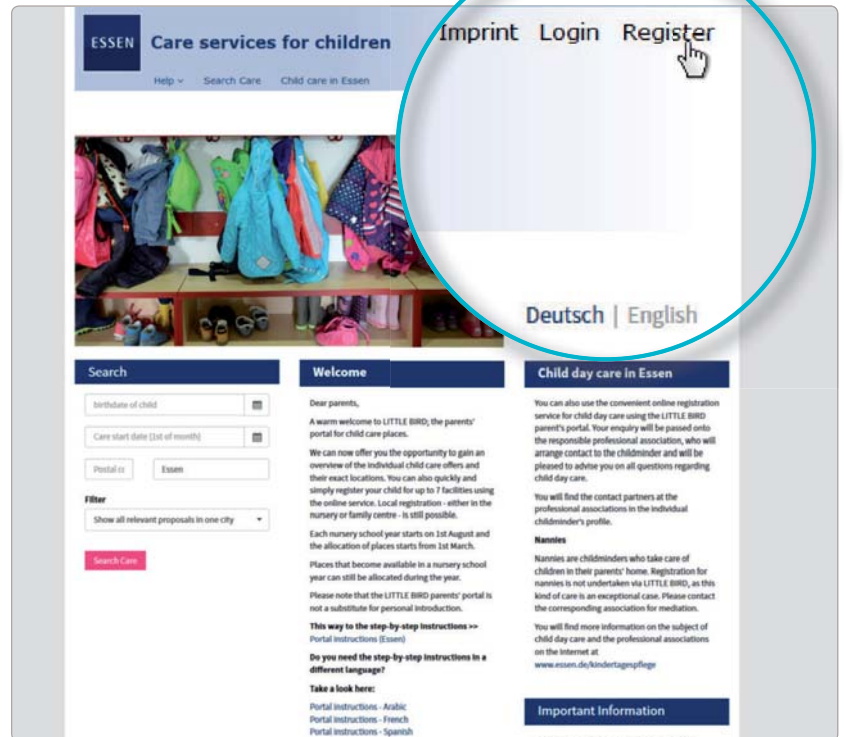 ESSEN
Care services for children
Imprint Login Register
Help Search Care Child care in Essen
Deutsch | English
Search
birthdate of child
Care start date (1st of month)
Essen
Filter
Show all relevant proposals in one city
Search Care
Welcome
Dear parents,
A warm welcome to LITTLE BIRD; the parents'
portal for child care places.
We can now offer you the opportunity to gain an
overview of the individual child care offers and
their exact locations. You can also quickly and
simply register your child for up to 7 facilities using
the online service. Local registration - either in the
nursery or family centre - is still possible.
Each nursery school year starts on 1st August and
the allocation of places starts from 1st March.
Places that become available in a nursery school
year can still be allocated during the year.
Please note that the LITTLE BIRD parents' portal is
not a substitute for personal introduction.
This way to the step-by-step instructions >>
Portal instructions (Essen)
Do you need the step-by-step instructions in a
different language?
Take a look here:
Portal instructions - Arabic
Portal instructions - French
Portal instructions - Spanish
Child day care in Essen
You can also use the convenient online registration
service for child day care using the LITTLE BIRD
parent's portal. Your enquiry will be passed onto
the responsible professional association, who will
arrange contact to the childminder and will be
pleased to advise you on all questions regarding
child day care.
You will find the contact partners at the
professional associations in the individual
childminder's profile.
Nannies
Nannies are childminders who take care of
children in their parents' home. Registration for
nannies is not undertaken via LITTLE BIRD, as this
kind of care is an exceptional case. Please contact
the corresponding association for mediation.
You will find more information on the subject of
child day care and the professional associations
on the Internet at
www.essen.de/kindertagespflege
Important Information